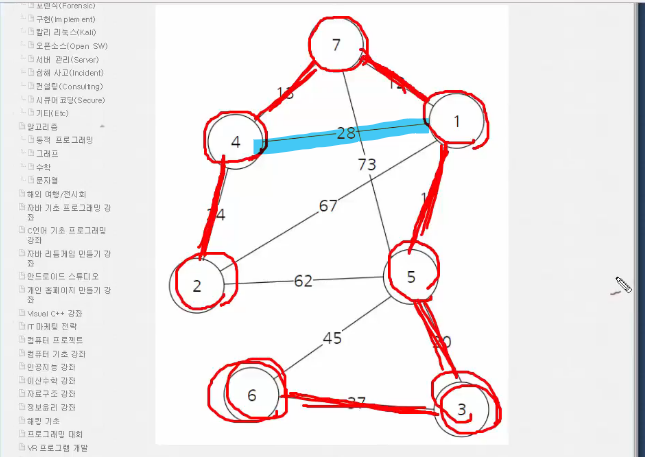 포렌식(Forensic)
구현(Implement)
칼리 리눅스(Kali)
오픈소스(Open SW)
서버 관리(Server)
침해 사고(Incident)
컨설팅(Consulting)
시큐어코딩(Secure)
기타(Etc)
알고리즘
동적 프로그래밍
그래프
수학
문자열
해외 여행/전시회
자바 기초 프로그래밍 강
좌
C언어 기초 프로그래밍
강좌
자바 리듬게임 만들기 강
좌
안드로이드 스튜디오
개인 홈페이지 만들기 강
좌
Visual C++ 강좌
IT 마케팅 전략
컴퓨터 프로젝트
컴퓨터 기초 강좌
인공지능 강좌
이산수학 강좌
자료구조 강좌
정보윤리 강좌
해킹 기초
프로그래밍 대회
VR 프로그램 개발
7
12
4
28
1
73
67
2
62
5
45
6
37
3